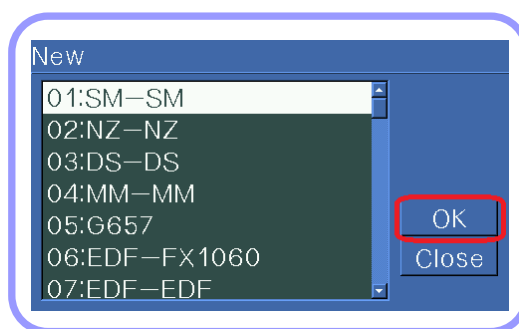 New
01:SM-SM
02:NZ-NZ
03:DS-DS
04:MM-MM
05:G657
06:EDF-FX1060
07:EDF-EDF
OK
Close